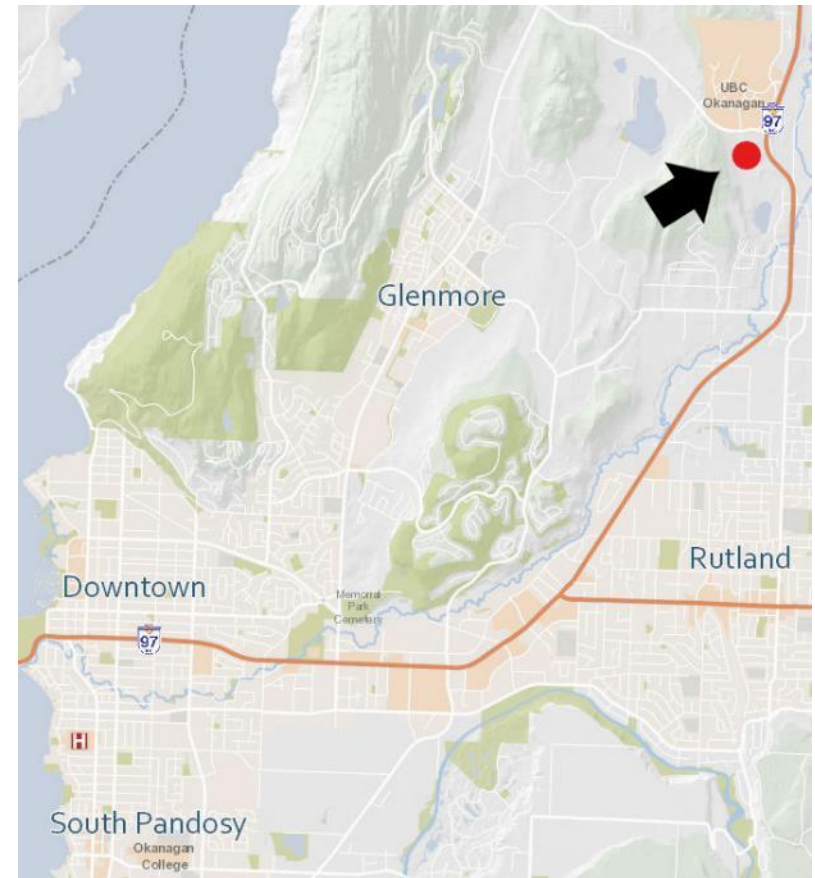 UBC
Okanagan
97
Glenmore
Rutland
Downtown
Memorial
Park
Cemetery
97
H
South Pandosy
Okanagan
College